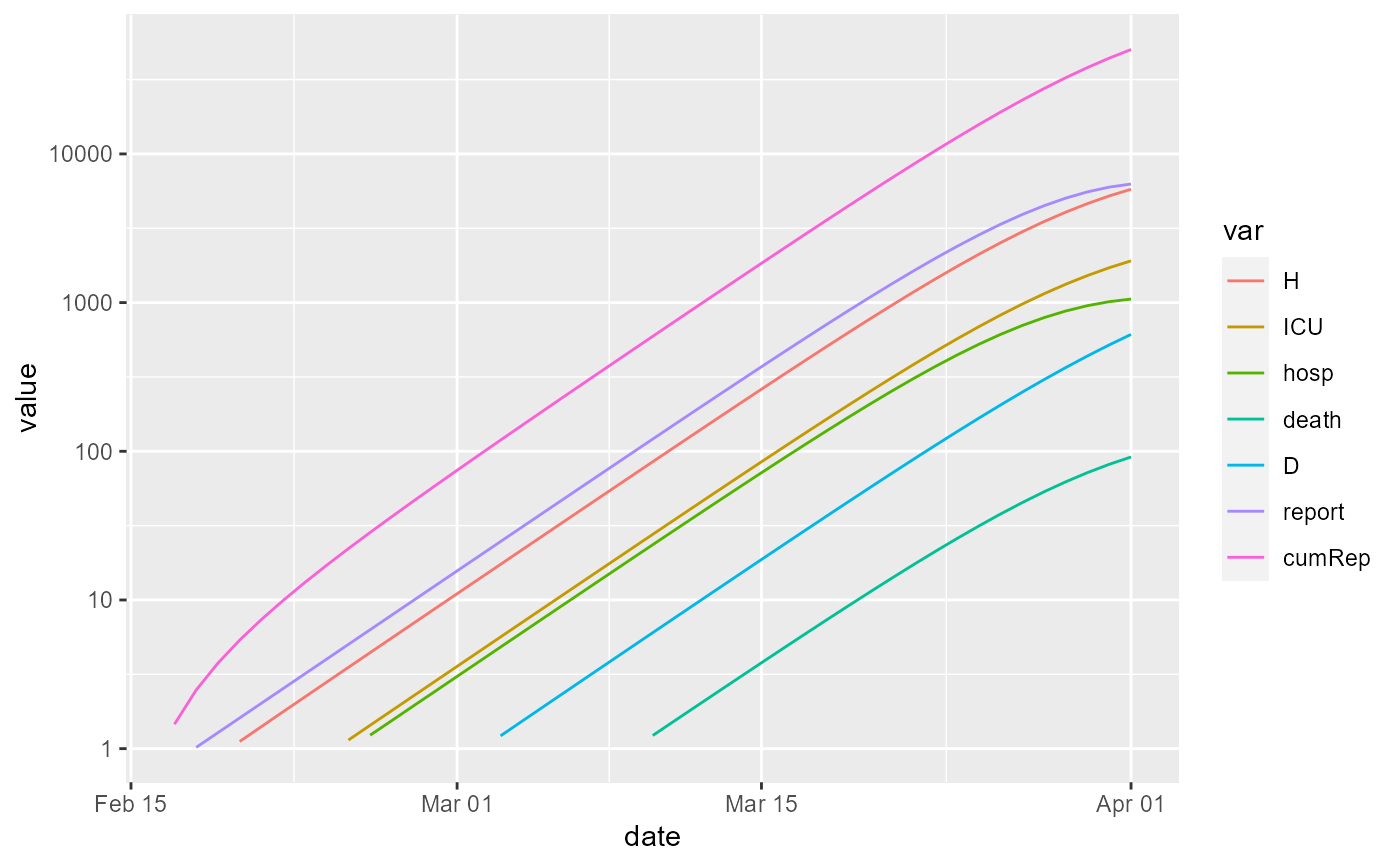 10000
1000
100
10
1
value
Feb 15
Mar 01
Mar 15
Apr 01
date
var
H
ICU
hosp
death
D
report
cumRep